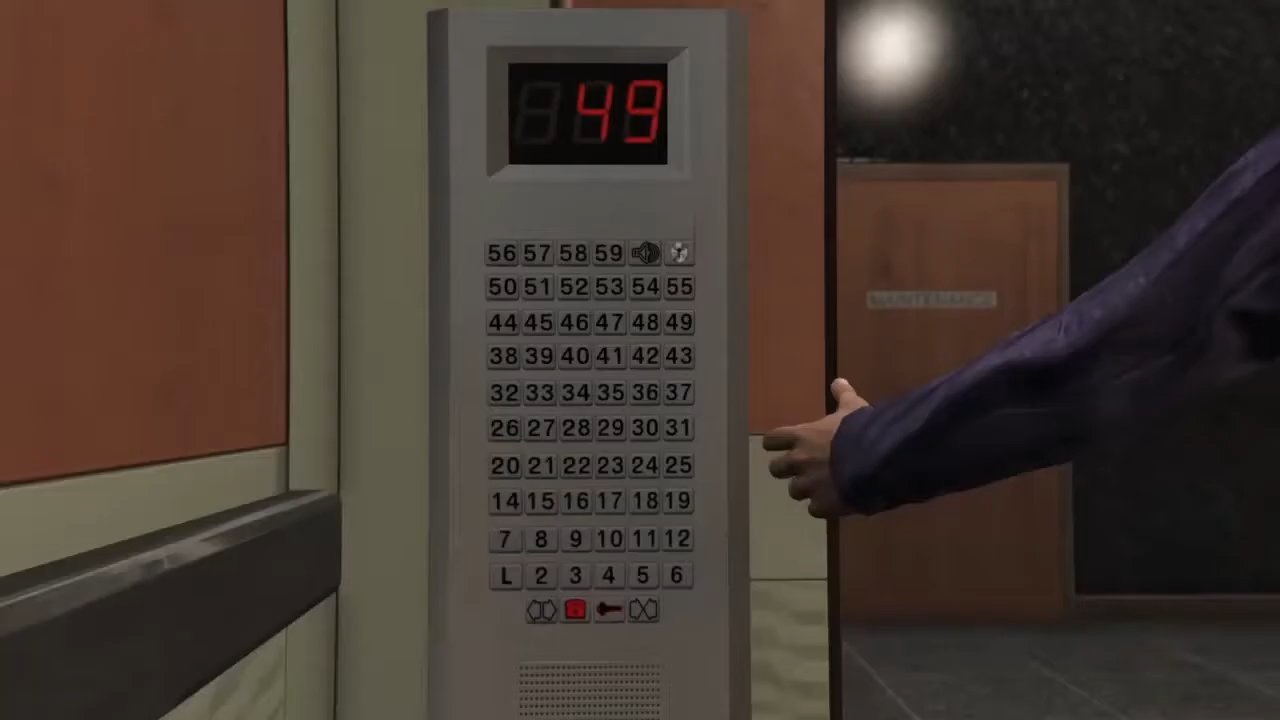 49
56 57 58 59
50 51 52 53 54 55
44 45 46 47 48 49
38 39 40 41 42 43
32 33 34 35 36 37
26 27 28 29 30 31
20 21 22 23 24 25
14 15 16 17 18 19
7 8 9 10 11 12
L 2 3 4 5 6
MAINTENANCE